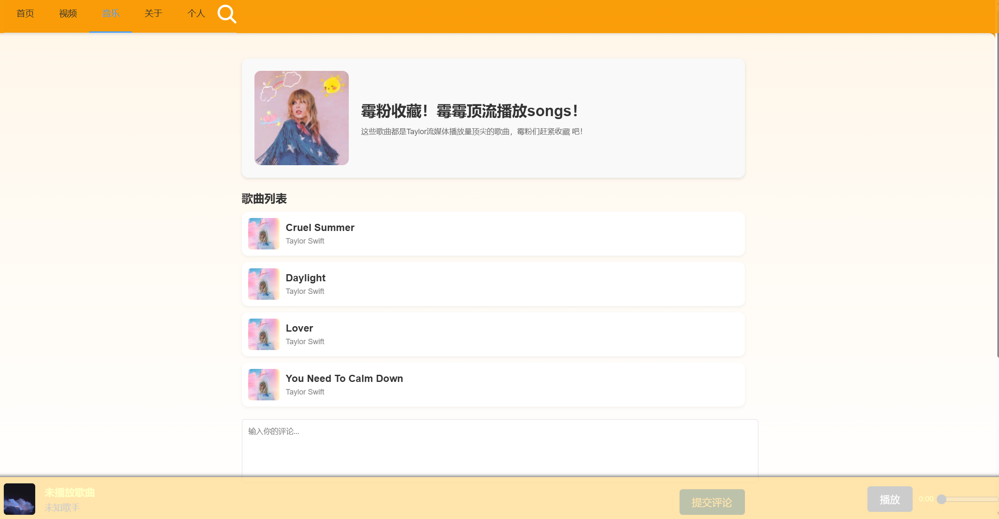 首页 视频 音乐 关于 个人
霉粉收藏！霉霉顶流播放songs！
这些歌曲都是Taylor流媒体播放量顶尖的歌曲，霉粉们赶紧收藏 吧！
歌曲列表
Cruel Summer
Taylor Swift
Daylight
Taylor Swift
Lover
Taylor Swift
You Need To Calm Down
Taylor Swift
输入你的评论...
未播放歌曲
未知歌手
提交评论
播放 0:00